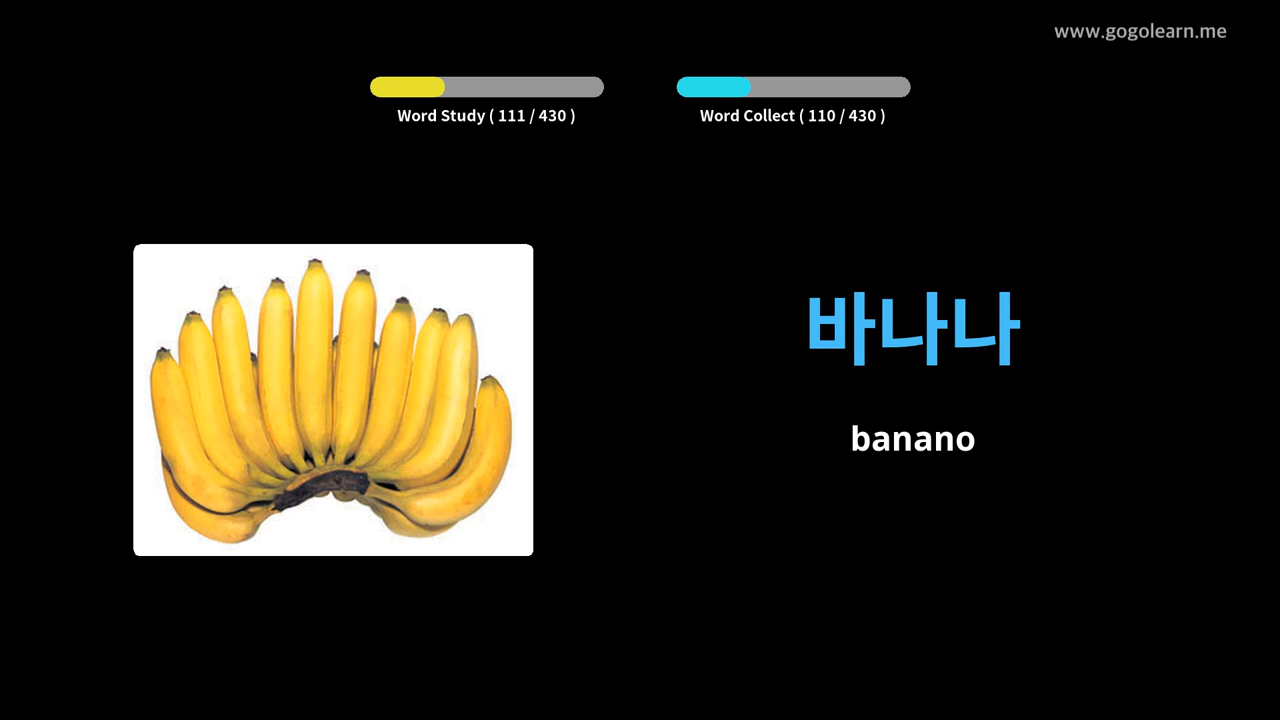 www.gogolearn.me
Word Study ( 111 / 430 )
Word Collect ( 110 / 430 )
바나나
banano